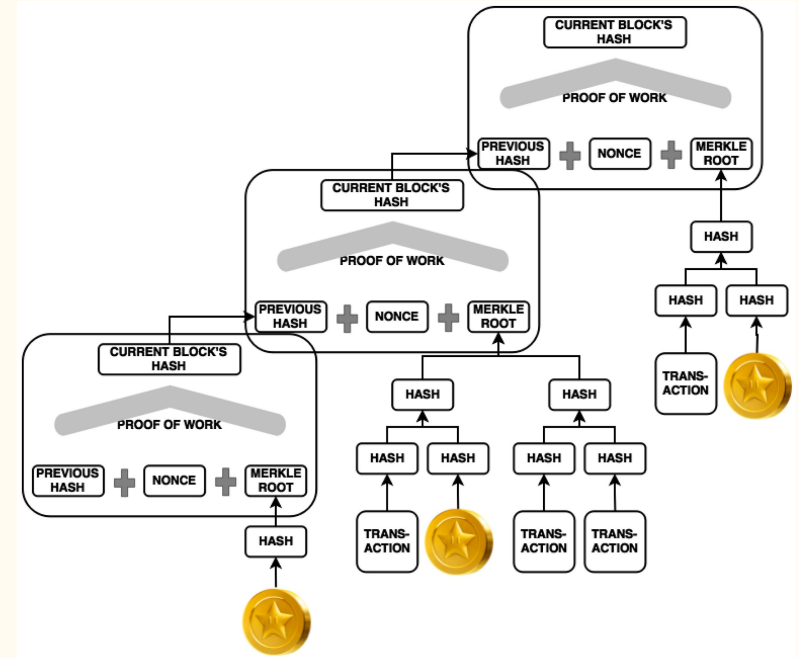 CURRENT BLOCK'S
HASH
PROOF OF WORK
PREVIOUS
HASH
NONCE
MERKLE
ROOT
HASH
HASH
HASH
TRANS-
ACTION
CURRENT BLOCK'S
HASH
PROOF OF WORK
PREVIOUS
HASH
NONCE
MERKLE
ROOT
HASH
HASH
HASH
HASH
HASH
HASH
TRANS-
ACTION
TRANS-
ACTION
TRANS-
ACTION
CURRENT BLOCK'S
HASH
PROOF OF WORK
PREVIOUS
HASH
NONCE
MERKLE
ROOT
HASH